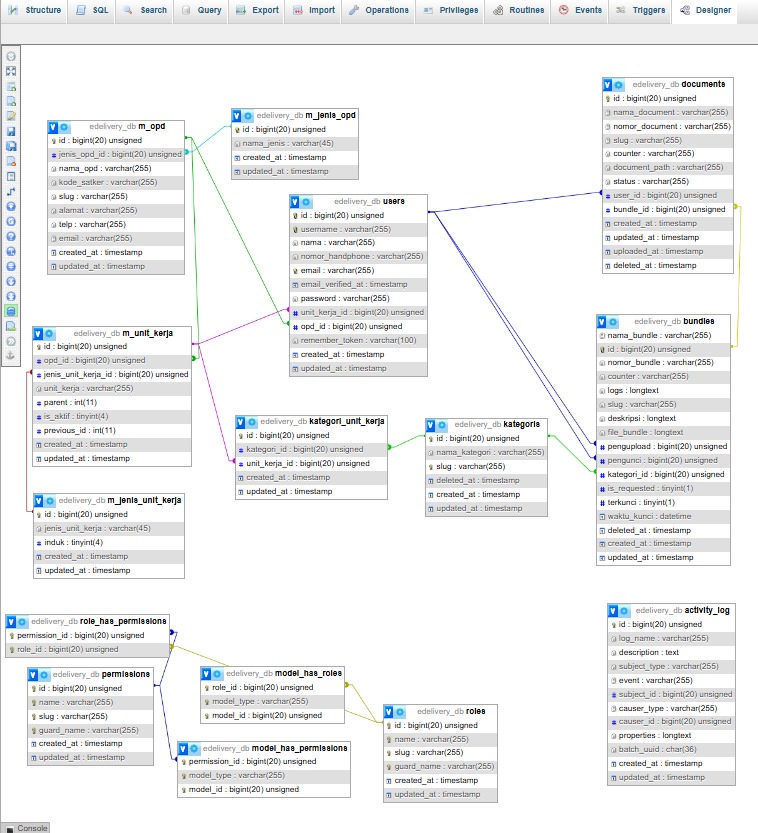 Structure SQL Search Query Export Import Operations Privileges Routines Events Triggers Designer
edelivery_db m_opd
id : bigint(20) unsigned
jenis_opd_id : bigint(20) unsigned
nama_opd : varchar(255)
kode_satker : varchar(255)
slug : varchar(255)
alamat : varchar(255)
telp : varchar(255)
email : varchar(255)
created_at : timestamp
updated_at : timestamp
edelivery_db m_jenis_opd
id : bigint(20) unsigned
nama_jenis : varchar(45)
created_at : timestamp
updated_at : timestamp
edelivery_db documents
id : bigint(20) unsigned
nama_document : varchar(255)
nomor_document : varchar(255)
slug : varchar(255)
counter : varchar(255)
document_path : varchar(255)
status : varchar(255)
user_id : bigint(20) unsigned
bundle_id : bigint(20) unsigned
created_at : timestamp
updated_at : timestamp
uploaded_at : timestamp
deleted_at : timestamp
edelivery_db users
id : bigint(20) unsigned
username : varchar(255)
nama : varchar(255)
nomor_handphone : varchar(255)
email : varchar(255)
email_verified_at : timestamp
password : varchar(255)
unit_kerja_id : bigint(20) unsigned
opd_id : bigint(20) unsigned
remember_token : varchar(100)
created_at : timestamp
updated_at : timestamp
edelivery_db m_unit_kerja
id : bigint(20) unsigned
opd_id : bigint(20) unsigned
jenis_unit_kerja_id : bigint(20) unsigned
unit_kerja : varchar(255)
parent : int(11)
is_aktif : tinyint(4)
previous_id : int(11)
created_at : timestamp
updated_at : timestamp
edelivery_db bundles
nama_bundle : varchar(255)
id : bigint(20) unsigned
nomor_bundle : varchar(255)
counter : varchar(255)
logs : longtext
slug : varchar(255)
deskripsi : longtext
file_bundle : longtext
pengupload : bigint(20) unsigned
pengunci : bigint(20) unsigned
kategori_id : bigint(20) unsigned
is_requested : tinyint(1)
terkunci : tinyint(1)
waktu_kunci : datetime
deleted_at : timestamp
created_at : timestamp
updated_at : timestamp
edelivery_db kategori_unit_kerja
id : bigint(20) unsigned
kategori_id : bigint(20) unsigned
unit_kerja_id : bigint(20) unsigned
created_at : timestamp
updated_at : timestamp
edelivery_db kategoris
id : bigint(20) unsigned
nama_kategori : varchar(255)
slug : varchar(255)
deleted_at : timestamp
created_at : timestamp
updated_at : timestamp
edelivery_db m_jenis_unit_kerja
id : bigint(20) unsigned
jenis_unit_kerja : varchar(45)
induk : tinyint(4)
created_at : timestamp
updated_at : timestamp
edelivery_db role_has_permissions
permission_id : bigint(20) unsigned
role_id : bigint(20) unsigned
edelivery_db activity_log
id : bigint(20) unsigned
log_name : varchar(255)
description : text
subject_type : varchar(255)
event : varchar(255)
subject_id : bigint(20) unsigned
causer_type : varchar(255)
causer_id : bigint(20) unsigned
properties : longtext
batch_uuid : char(36)
created_at : timestamp
updated_at : timestamp
edelivery_db permissions
id : bigint(20) unsigned
name : varchar(255)
slug : varchar(255)
guard_name : varchar(255)
created_at : timestamp
updated_at : timestamp
edelivery_db model_has_roles
role_id : bigint(20) unsigned
model_type : varchar(255)
model_id : bigint(20) unsigned
edelivery_db roles
id : bigint(20) unsigned
name : varchar(255)
slug : varchar(255)
guard_name : varchar(255)
created_at : timestamp
updated_at : timestamp
edelivery_db model_has_permissions
permission_id : bigint(20) unsigned
model_type : varchar(255)
model_id : bigint(20) unsigned
Console